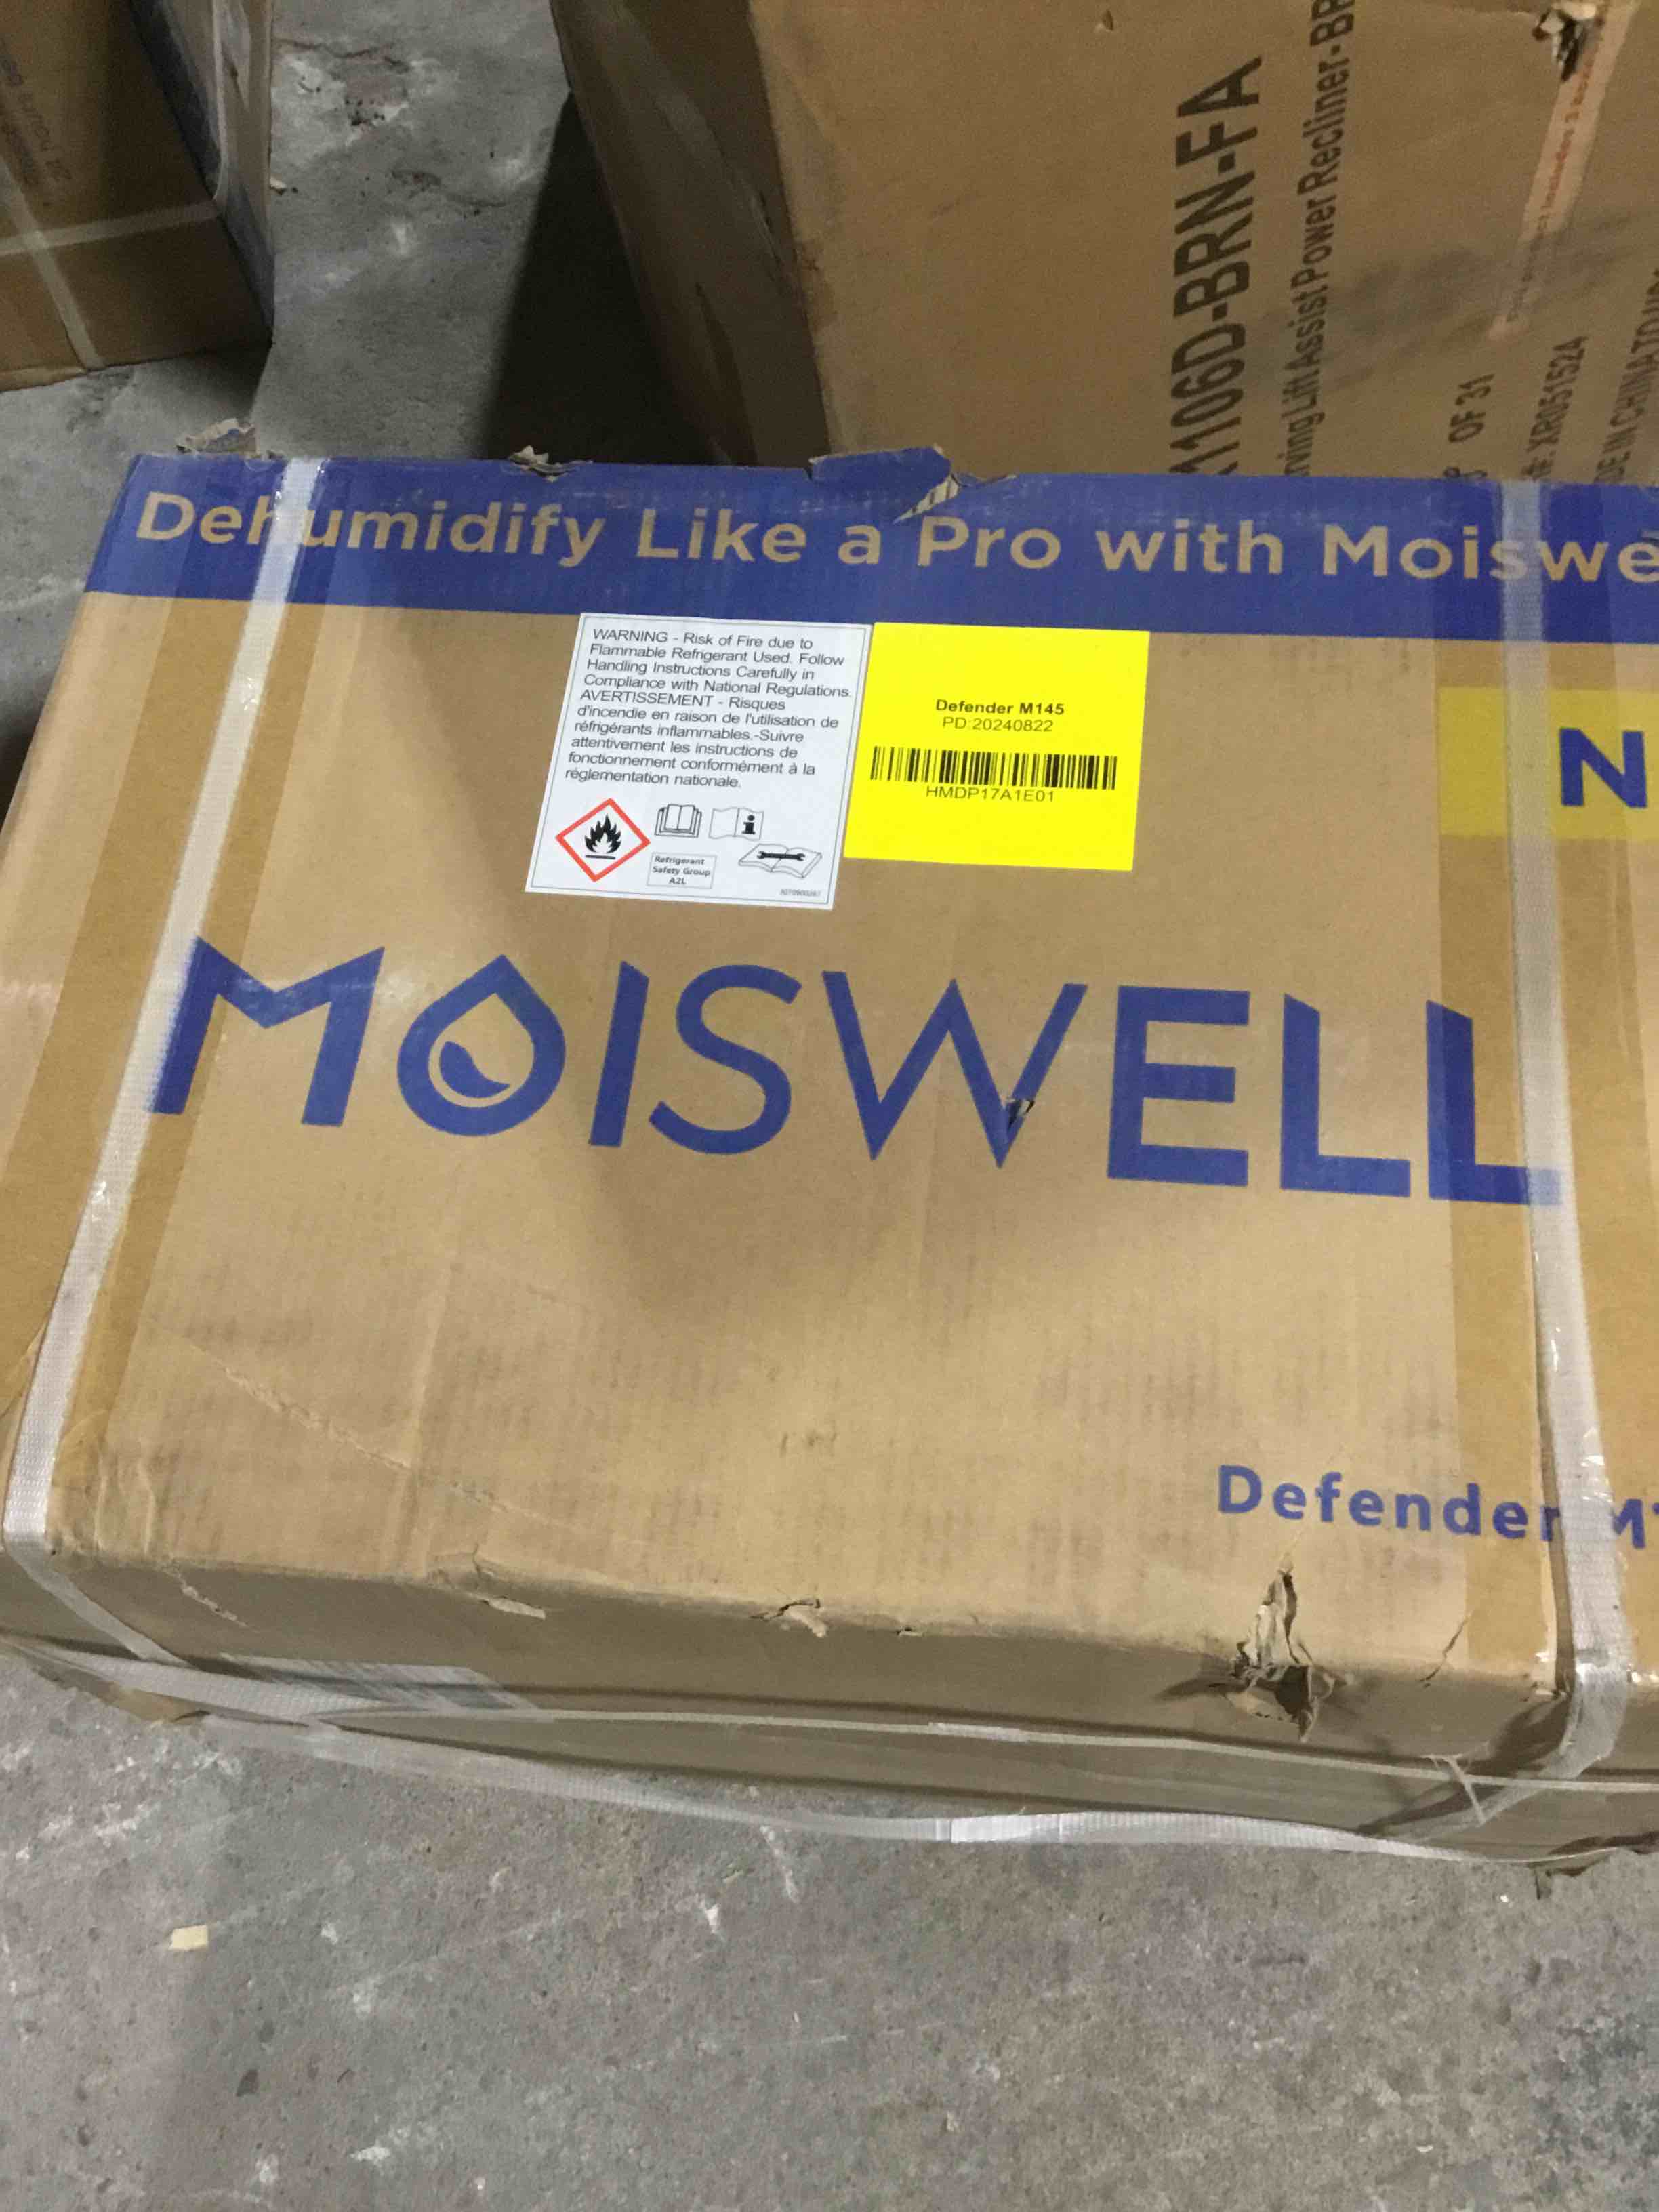 Dehumidify Like a Pro with Moiswe
WARNING - Risk of Fire due to
Flammable Refrigerant Used. Follow
Handling Instructions Carefully in
Compliance with National Regulations.
AVERTISSEMENT - Risques
d'incendie en raison de l'utilisation de
réfrigérants inflammables.-Suivre
attentivement les instructions de
fonctionnement conformément à la
réglementation nationale.
Refrigerant
Safety Group
A2L
Defender M145
PD:20240822
HMDP17A1E01
N
MOISWELL
Defender M1
1106D-BRN-FA
Lift Assist Power Recliner-BR
OF 31
XR051524